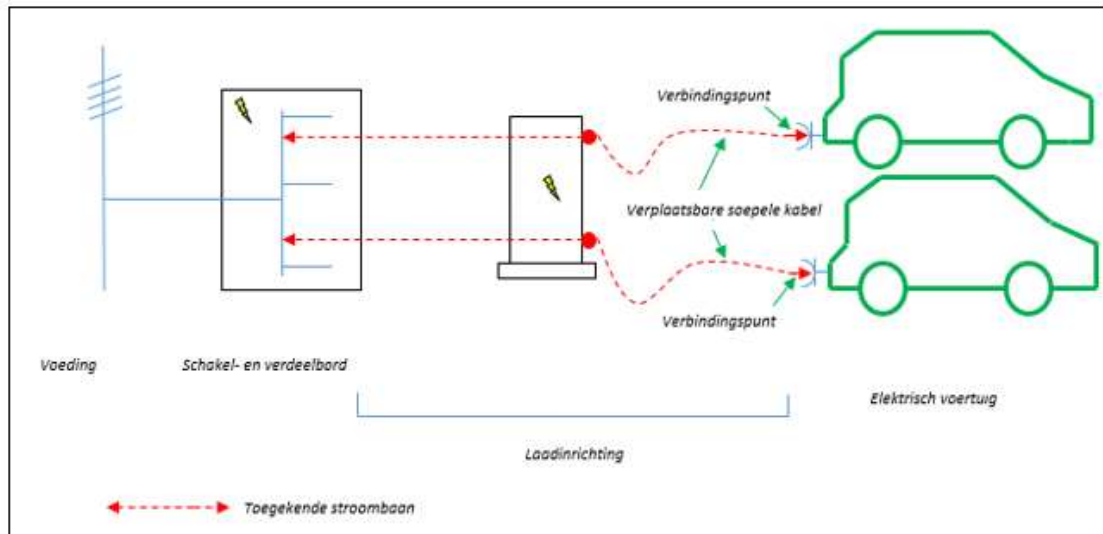 Verbindingspunt
Verplaatsbare soepele kabel
Verbindingspunt
Voeding
Schakel- en verdeelbord
Elektrisch voertuig
Laadinrichting
Toegekende stroombaan